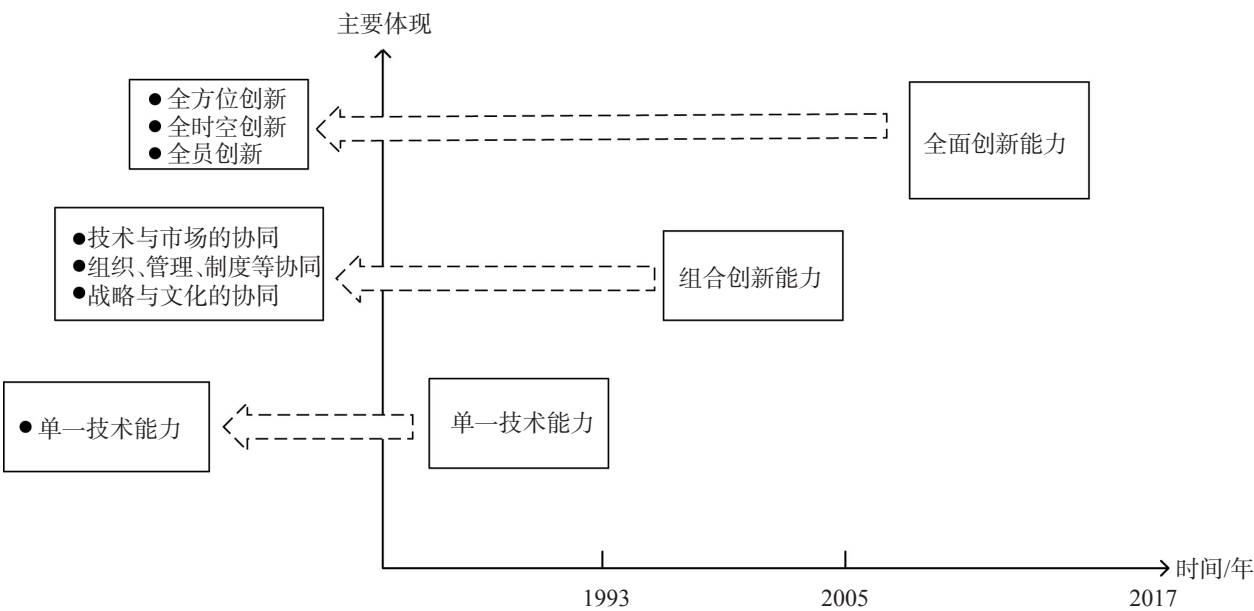 主要体现
● 全方位创新
● 全时空创新
● 全员创新
全面创新能力
●技术与市场的协同
●组织、管理、制度等协同
●战略与文化的协同
组合创新能力
● 单一技术能力
单一技术能力
时间/年
1993
2005
2017